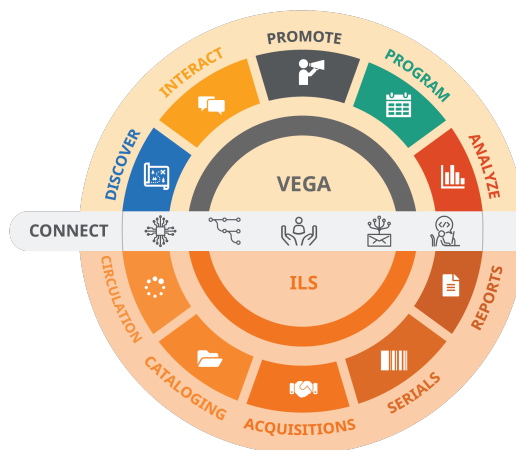 PROMOTE
INTERACT
PROGRAM
DISCOVER
ANALYZE
VEGA
CONNECT
ILS
CIRCULATION
REPORTS
CATALOGING
SERIALS
ACQUISITIONS